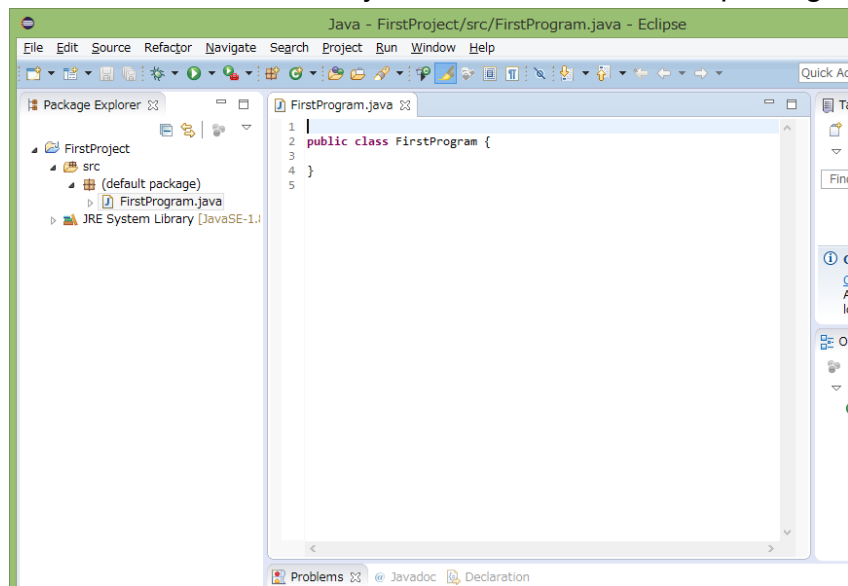 Java - FirstProject/src/FirstProgram.java - Eclipse
File Edit Source Refactor Navigate Search Project Run Window Help
Quick Ac
Package Explorer
FirstProgram.java
Ta
FirstProject
src
(default package)
FirstProgram.java
JRE System Library [JavaSE-1.
1
2 public class FirstProgram {
3
4 }
5
Find
O
Problems @ Javadoc Declaration